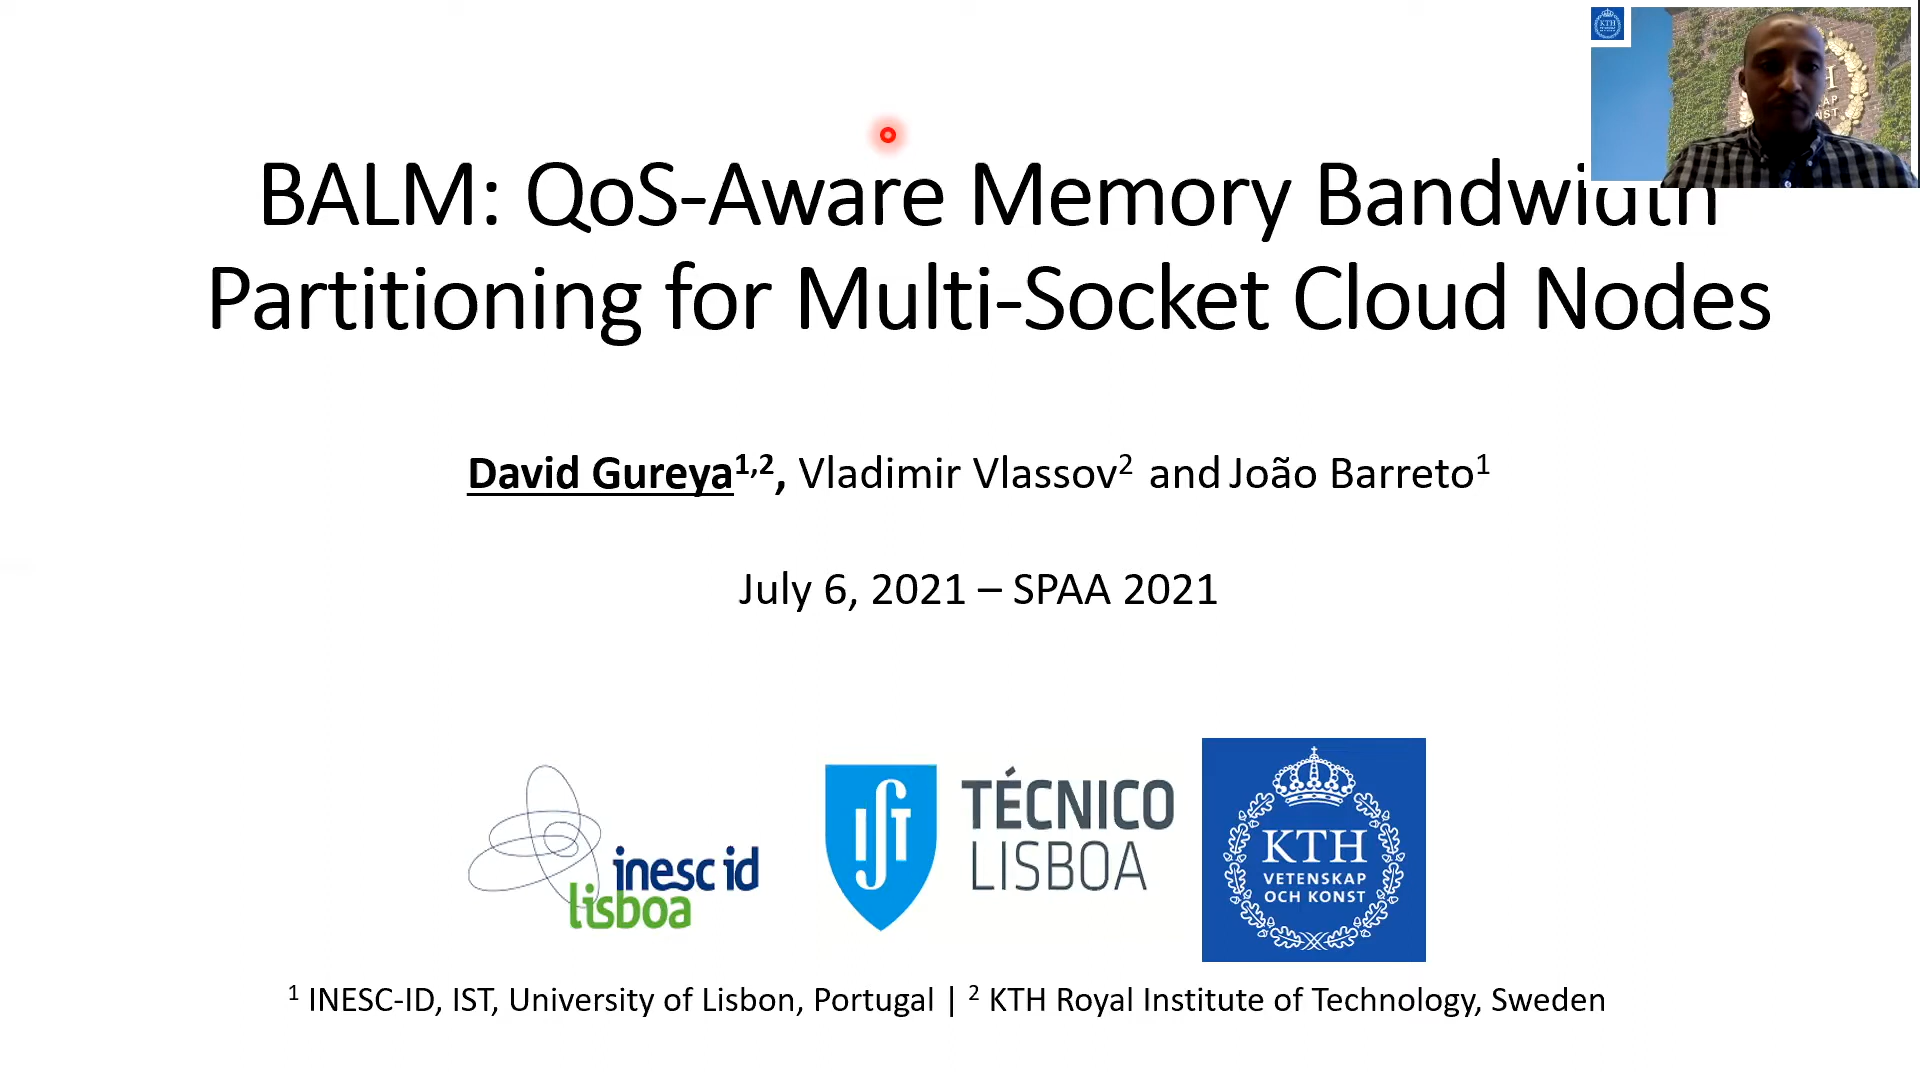 BALM: QoS-Aware Memory Bandwidth
Partitioning for Multi-Socket Cloud Nodes
David Gureya1,2, Vladimir Vlassov2 and João Barreto1
July 6, 2021 – SPAA 2021
inesc id
lisboa
TÉCNICO
LISBOA
KTH
VETENSKAP
OCH KONST
1 INESC-ID, IST, University of Lisbon, Portugal | 2 KTH Royal Institute of Technology, Sweden
KTH